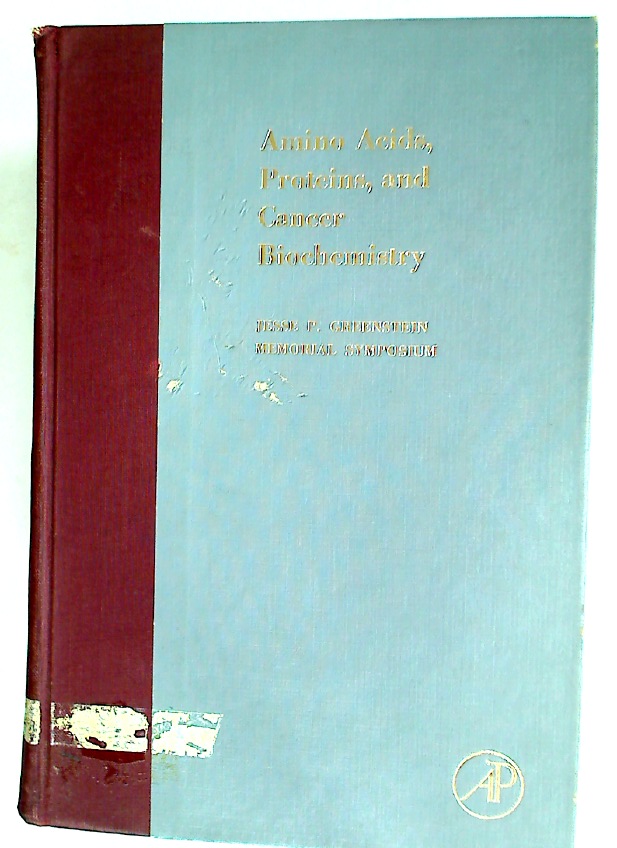 Amino Acids,
Proteins, and
Cancer
Biochemistry
JESSE P. GREENSTEIN
MEMORIAL SYMPOSIUM
AP